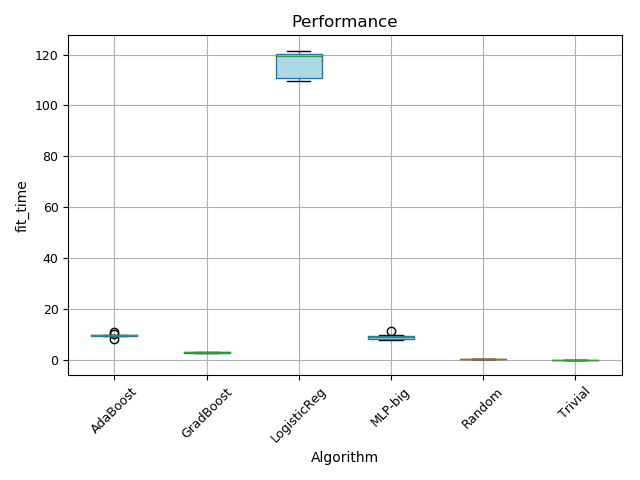 Performance
fit_time
120
100
80
60
40
20
0
AdaBoost
GradBoost
LogisticReg
MLP-big
Random
Trivial
Algorithm